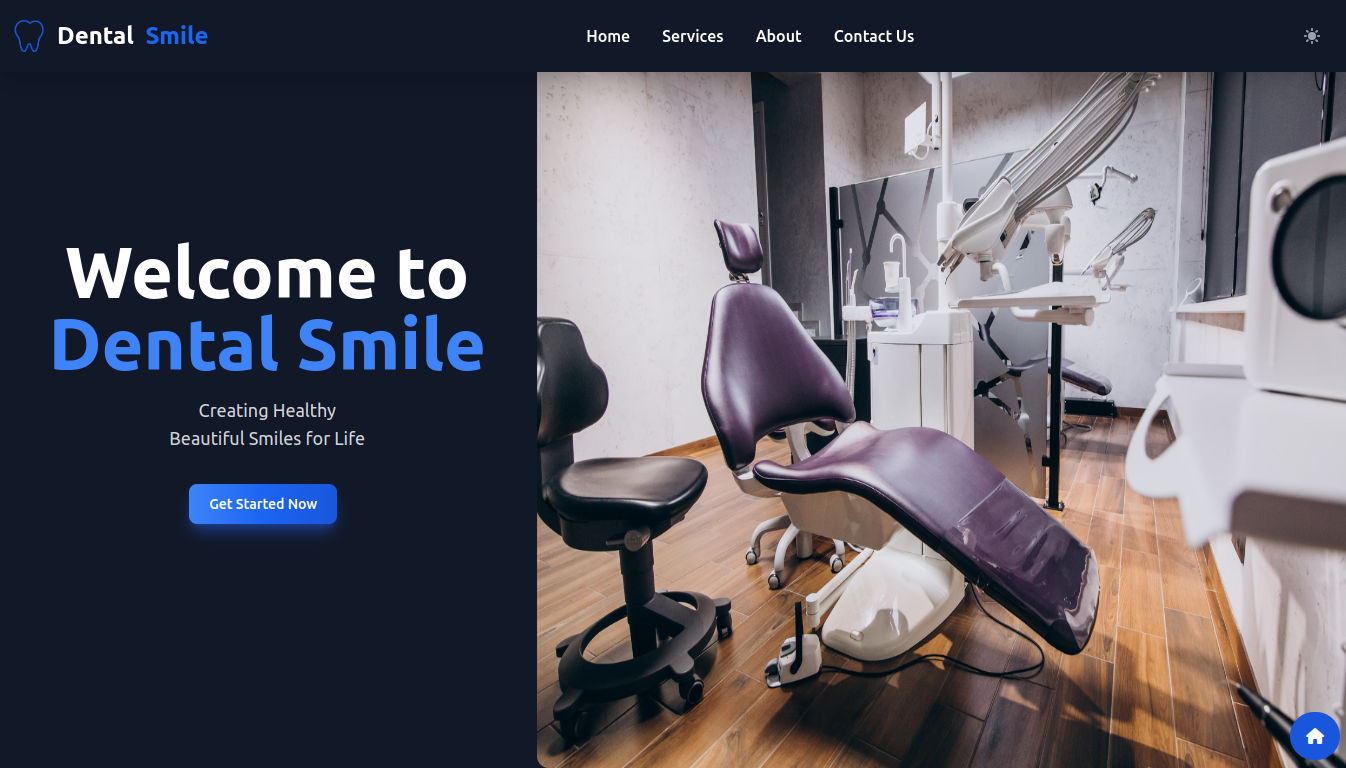 Dental Smile
Home Services About Contact Us
Welcome to
Dental Smile
Creating Healthy
Beautiful Smiles for Life
Get Started Now